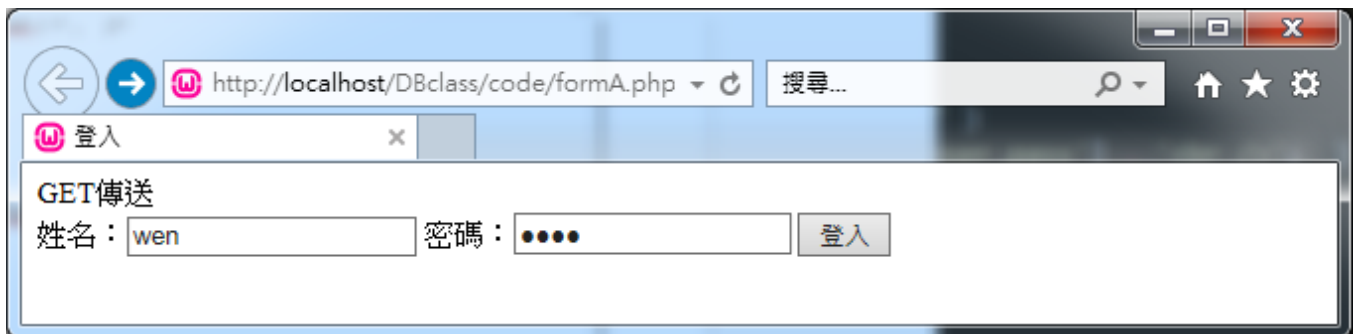 http://localhost/DBclass/code/formA.php
搜尋...
登入
GET傳送
姓名：wen 密碼：●●●● 登入